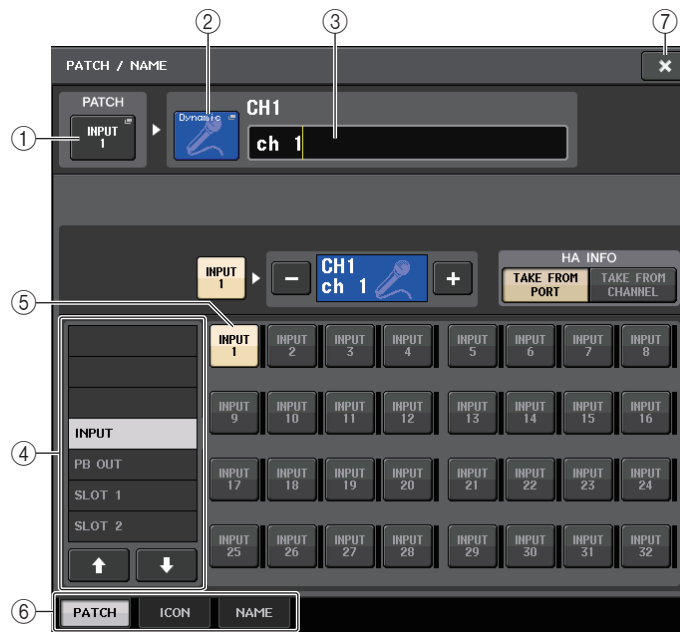 ② ③ ⑦
PATCH / NAME ×
PATCH
① INPUT 1
Dynamic
CH1
ch 1
INPUT 1
−
CH1
ch 1
+
HA INFO
TAKE FROM PORT
TAKE FROM CHANNEL
⑤
④
INPUT
PB OUT
SLOT 1
SLOT 2
INPUT 1 INPUT 2 INPUT 3 INPUT 4 INPUT 5 INPUT 6 INPUT 7 INPUT 8
INPUT 9 INPUT 10 INPUT 11 INPUT 12 INPUT 13 INPUT 14 INPUT 15 INPUT 16
INPUT 17 INPUT 18 INPUT 19 INPUT 20 INPUT 21 INPUT 22 INPUT 23 INPUT 24
INPUT 25 INPUT 26 INPUT 27 INPUT 28 INPUT 29 INPUT 30 INPUT 31 INPUT 32
⑥ PATCH ICON NAME